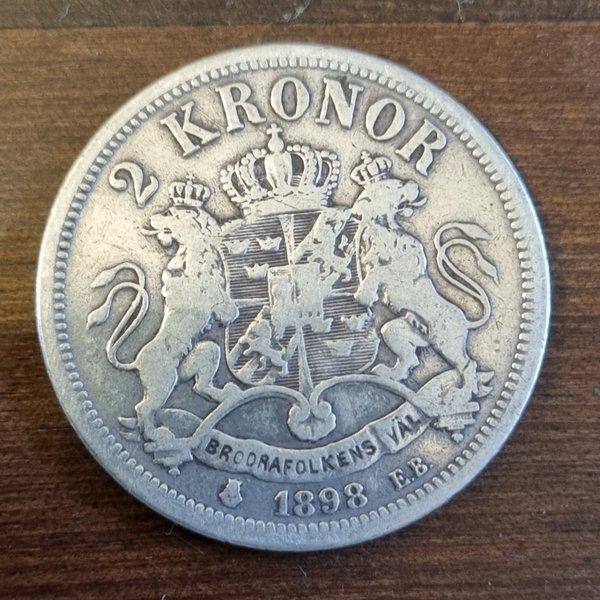 2 KRONOR
BRODRAFOLKENS VÄL
1898 E.B